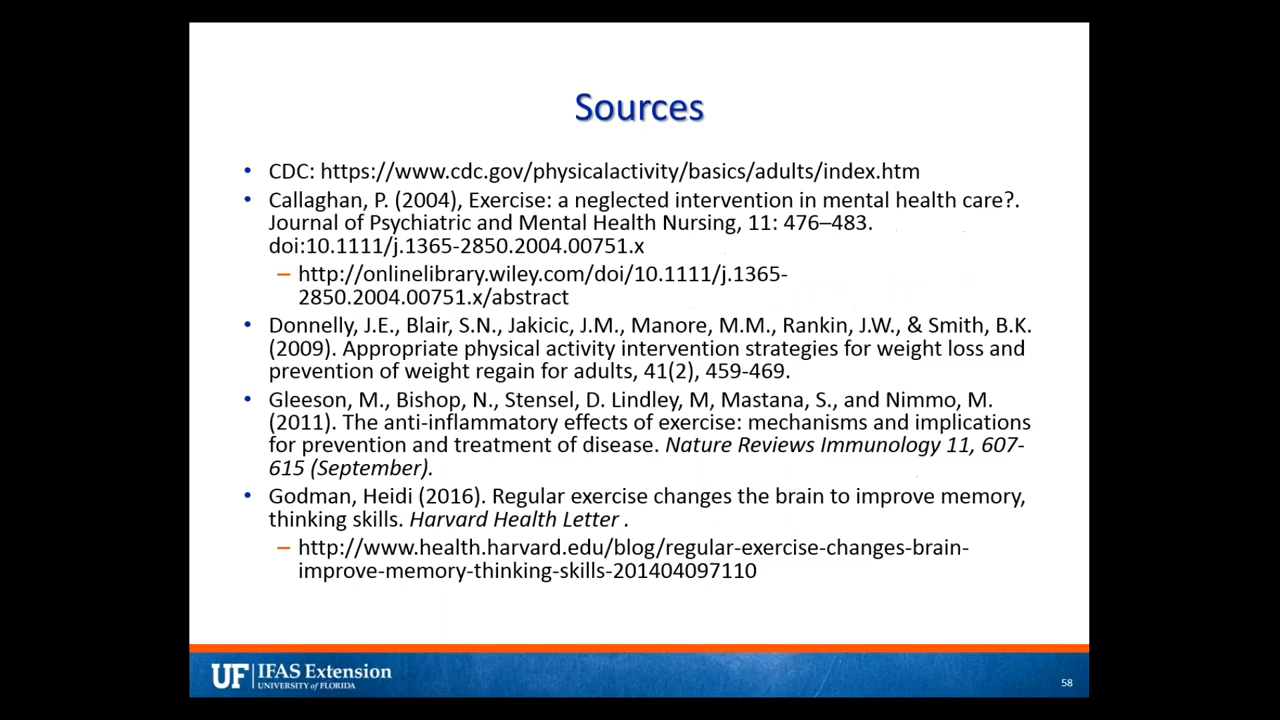 Sources
• CDC: https://www.cdc.gov/physicalactivity/basics/adults/index.htm
• Callaghan, P. (2004), Exercise: a neglected intervention in mental health care?.
Journal of Psychiatric and Mental Health Nursing, 11: 476–483.
doi:10.1111/j.1365-2850.2004.00751.x
– http://onlinelibrary.wiley.com/doi/10.1111/j.1365-
2850.2004.00751.x/abstract
• Donnelly, J.E., Blair, S.N., Jakicic, J.M., Manore, M.M., Rankin, J.W., & Smith, B.K.
(2009). Appropriate physical activity intervention strategies for weight loss and
prevention of weight regain for adults, 41(2), 459-469.
• Gleeson, M., Bishop, N., Stensel, D. Lindley, M, Mastana, S., and Nimmo, M.
(2011). The anti-inflammatory effects of exercise: mechanisms and implications
for prevention and treatment of disease. Nature Reviews Immunology 11, 607-
615 (September).
• Godman, Heidi (2016). Regular exercise changes the brain to improve memory,
thinking skills. Harvard Health Letter .
– http://www.health.harvard.edu/blog/regular-exercise-changes-brain-
improve-memory-thinking-skills-201404097110
UF IFAS Extension
UNIVERSITY of FLORIDA
58